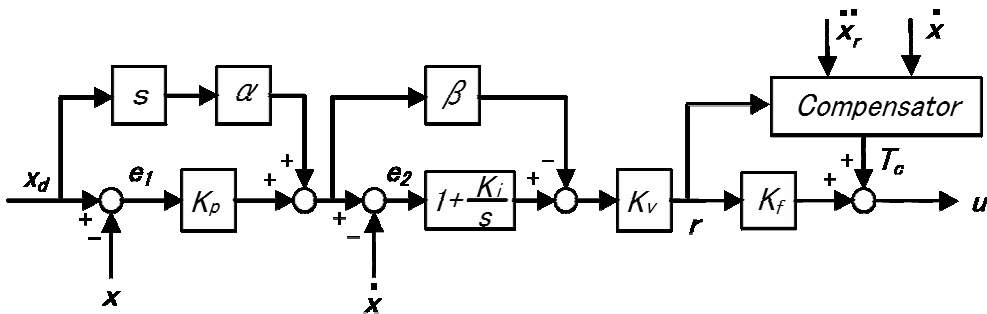 ẍr ẋ
s α β Compensator
+ − + Tc
xd e1 + e2 + +
+ Kp + 1+Ki/s Kv r Kf u
− −
x ẋ